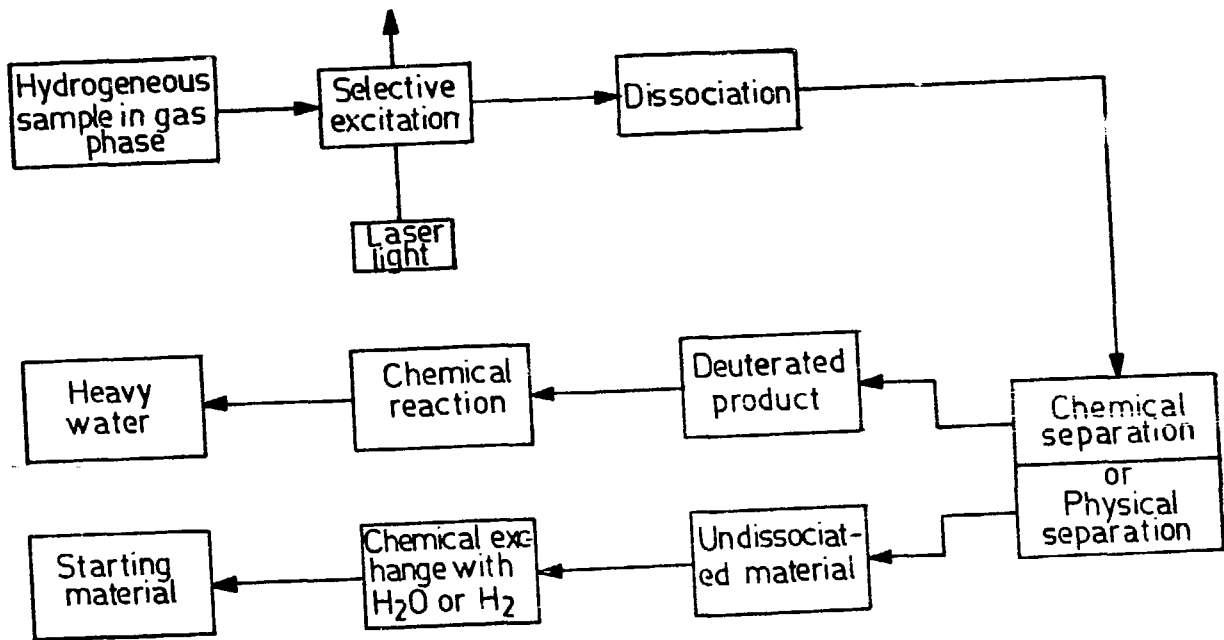 Hydrogeneous
sample in gas
phase
Selective
excitation
Dissociation
Laser
light
Heavy
water
Chemical
reaction
Deuterated
product
Chemical
separation
or
Physical
separation
Starting
material
Chemical exc-
hange with
H₂O or H₂
Undissociat-
ed material